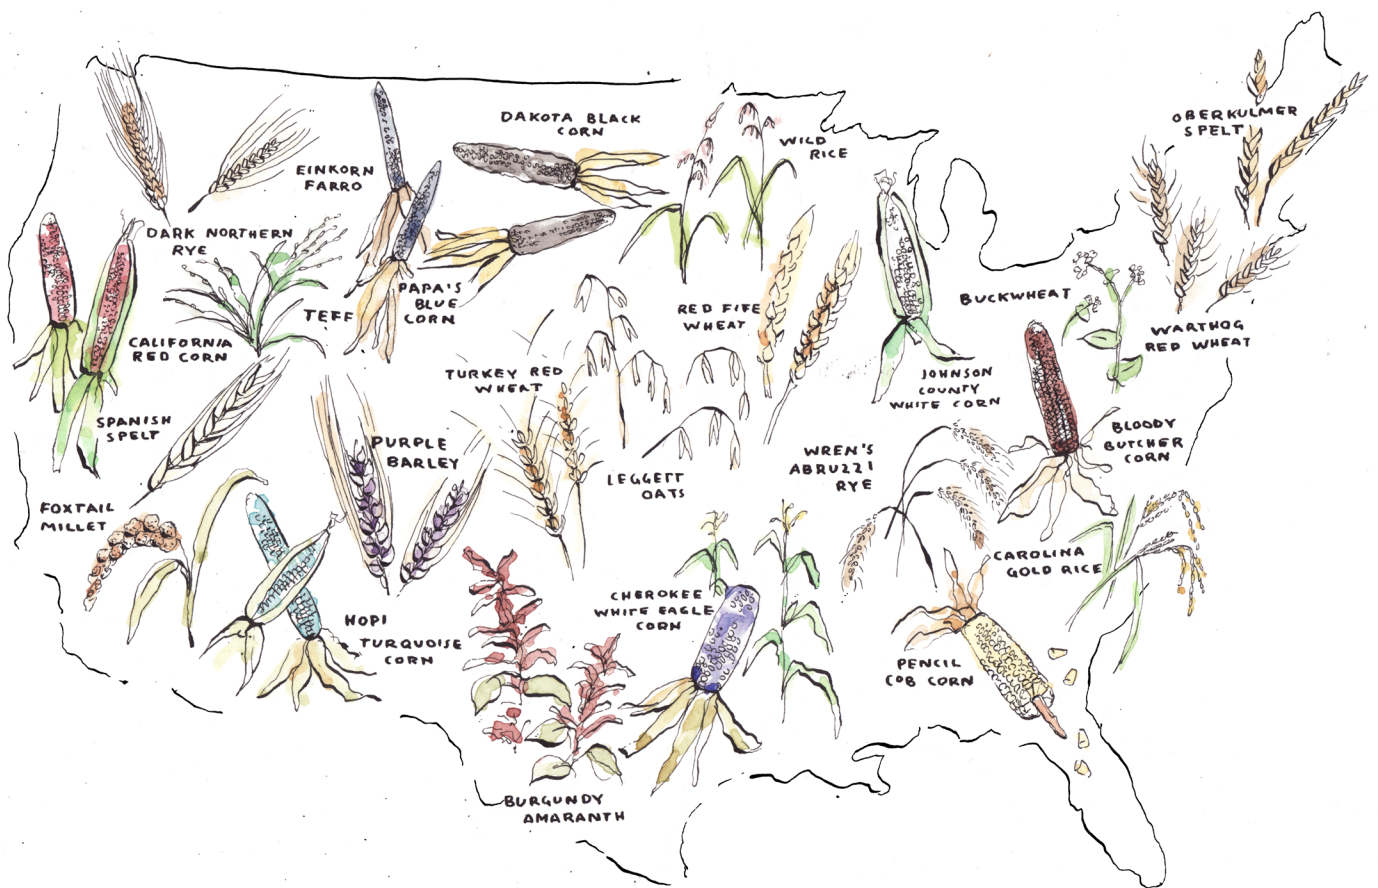 DAKOTA BLACK
CORN
OBERKULMER
SPELT
WILD
RICE
EINKORN
FARRO
DARK NORTHERN
RYE
PAPA'S
BLUE
CORN
TEFF
RED FIFE
WHEAT
BUCKWHEAT
WARTHOG
RED WHEAT
CALIFORNIA
RED CORN
TURKEY RED
WHEAT
JOHNSON
COUNTY
WHITE CORN
SPANISH
SPELT
PURPLE
BARLEY
BLOODY
BUTCHER
CORN
LEGGETT
OATS
WREN'S
ABRUZZI
RYE
FOXTAIL
MILLET
CAROLINA
GOLD RICE
HOPI
TURQUOISE
CORN
CHEROKEE
WHITE EAGLE
CORN
PENCIL
COB CORN
BURGUNDY
AMARANTH